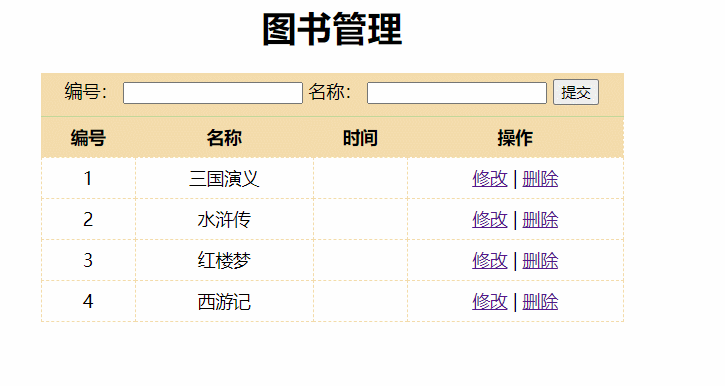 图书管理
编号： 名称： 提交
编号 名称 时间 操作
1 三国演义 修改 | 删除
2 水浒传 修改 | 删除
3 红楼梦 修改 | 删除
4 西游记 修改 | 删除